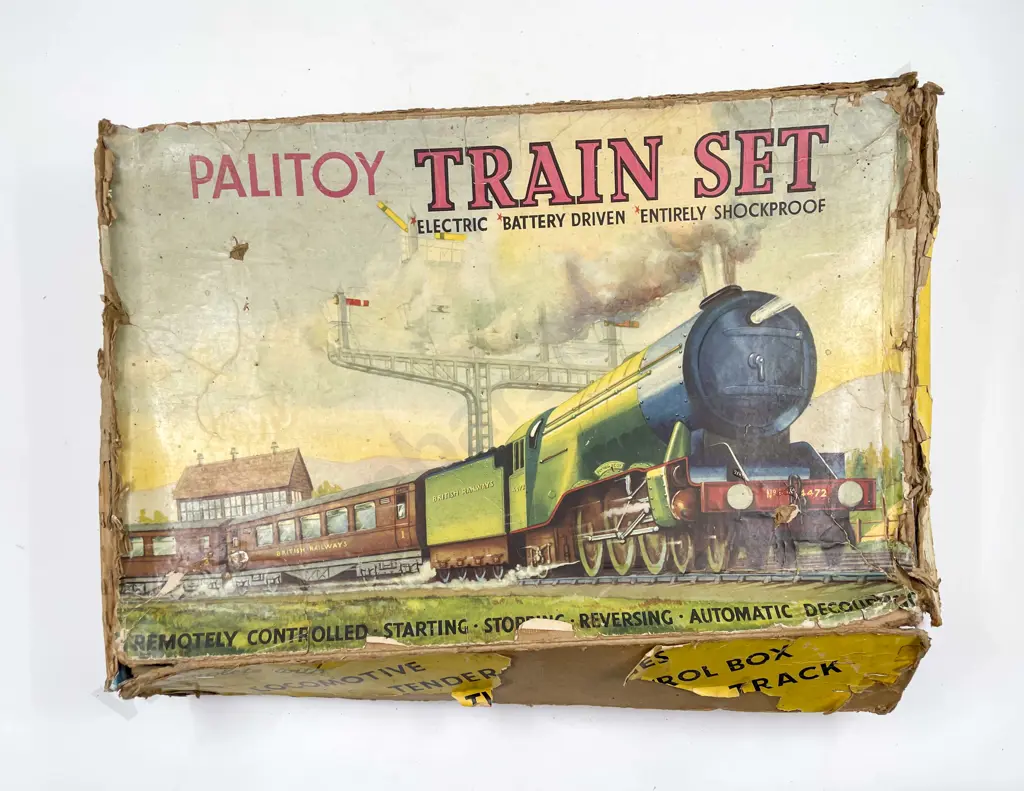 PALITOY TRAIN SET
*ELECTRIC *BATTERY DRIVEN *ENTIRELY SHOCKPROOF
BRITISH RAILWAYS
BRITISH RAILWAYS
4472
REMOTELY CONTROLLED · STARTING · STOPPING · REVERSING · AUTOMATIC
LOCOMOTIVE
TENDER
ROL BOX
TRACK